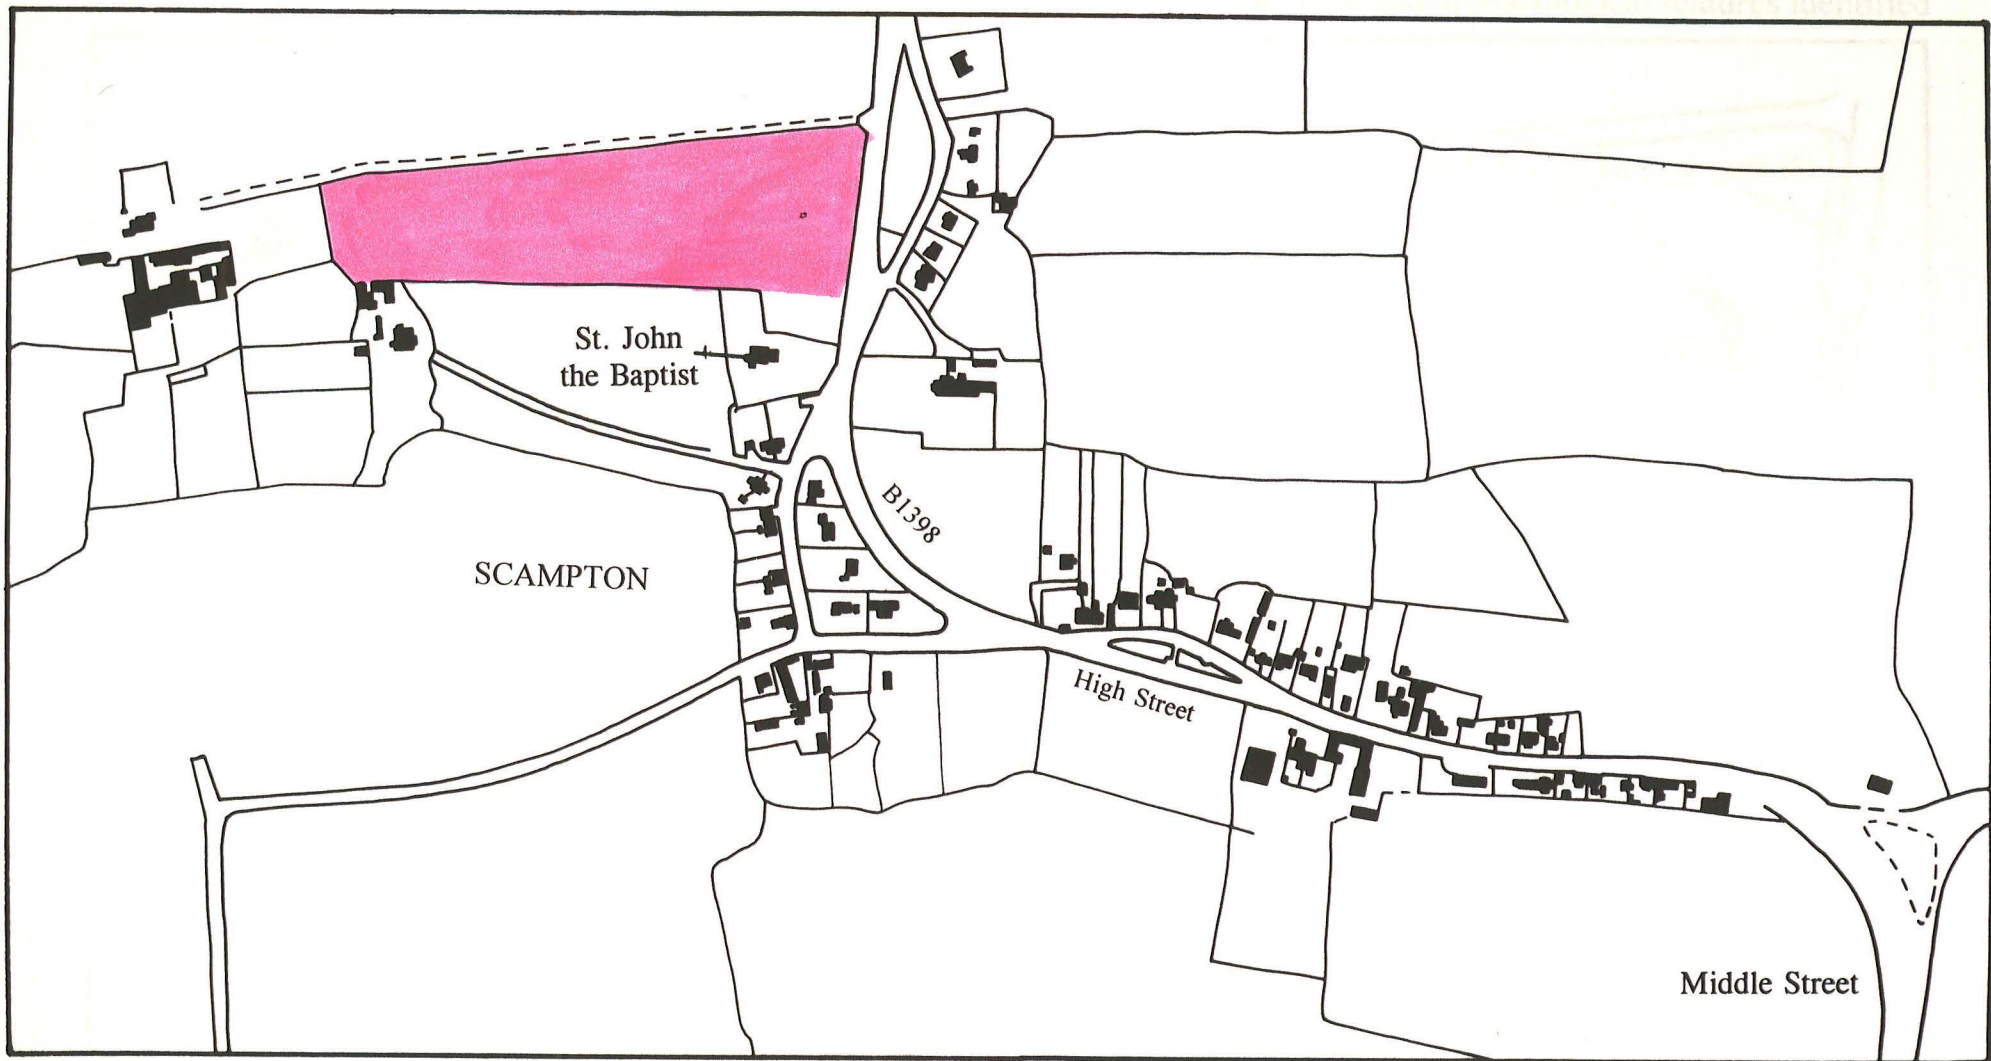 St. John
the Baptist
B1398
SCAMPTON
High Street
Middle Street